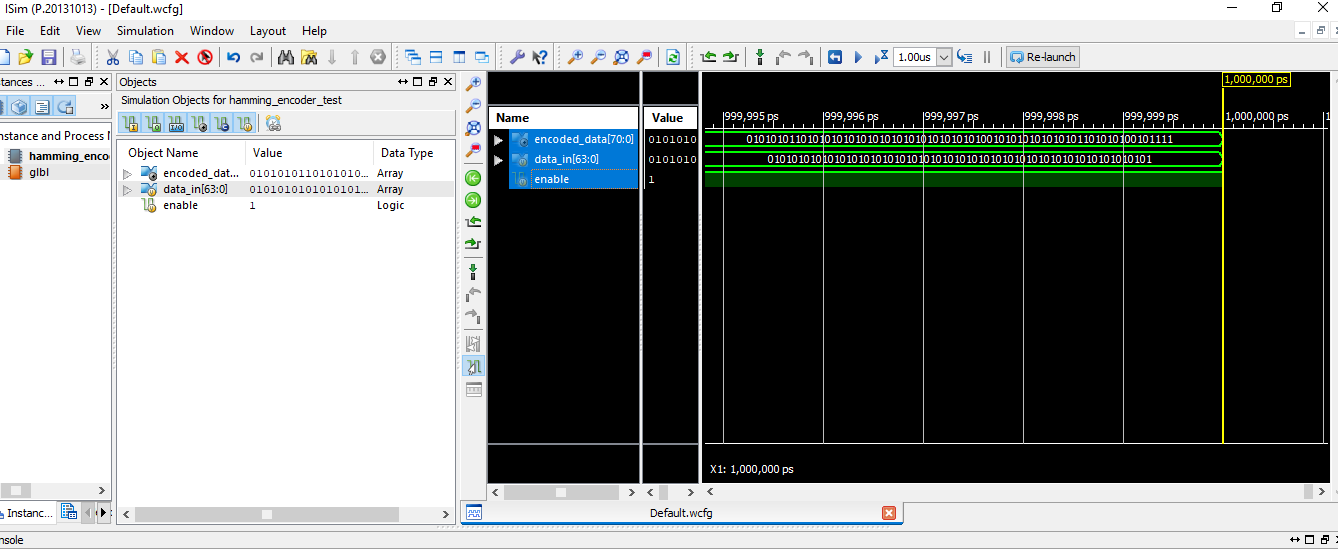 ISim (P.20131013) - [Default.wcfg]
File Edit View Simulation Window Layout Help
1.00us Re-launch
stances ...
Objects
Simulation Objects for hamming_encoder_test
nstance and Process N
hamming_enco
glbl
Object Name Value Data Type
encoded_dat... 0101010110101010... Array
data_in[63:0] 0101010101010101... Array
enable 1 Logic
Name Value
encoded_data[70:0] 0101010
data_in[63:0] 0101010
enable 1
1,000,000 ps
999,995 ps 999,996 ps 999,997 ps 999,998 ps 999,999 ps 1,000,000 ps 1
01010101101010101010101010101010101010100101010101010101101010100101111
0101010101010101010101010101010101010101010101010101010101010101
X1: 1,000,000 ps
Instanc...
Default.wcfg
nsole